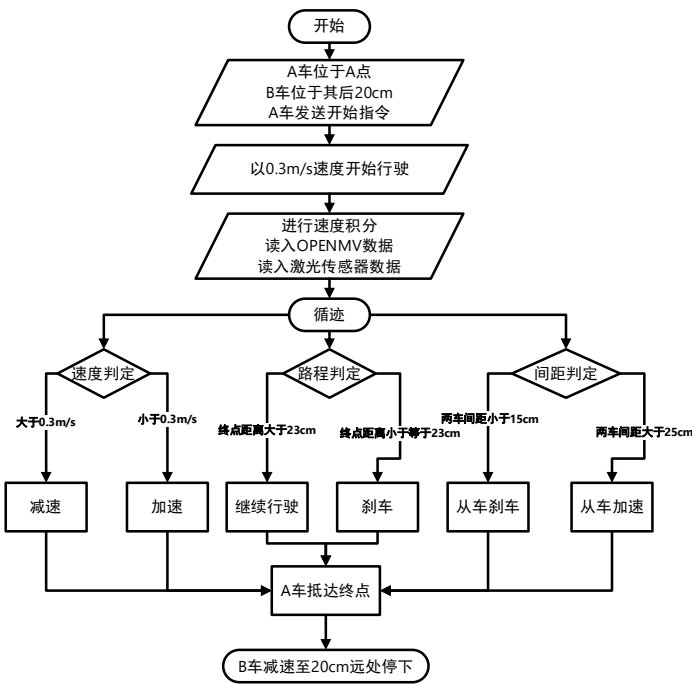 开始
A车位于A点
B车位于其后20cm
A车发送开始指令
以0.3m/s速度开始行驶
进行速度积分
读入OPENMV数据
读入激光传感器数据
循迹
速度判定
路程判定
间距判定
大于0.3m/s
小于0.3m/s
终点距离大于23cm
终点距离小于等于23cm
两车间距小于15cm
两车间距大于25cm
减速
加速
继续行驶
刹车
从车刹车
从车加速
A车抵达终点
B车减速至20cm远处停下